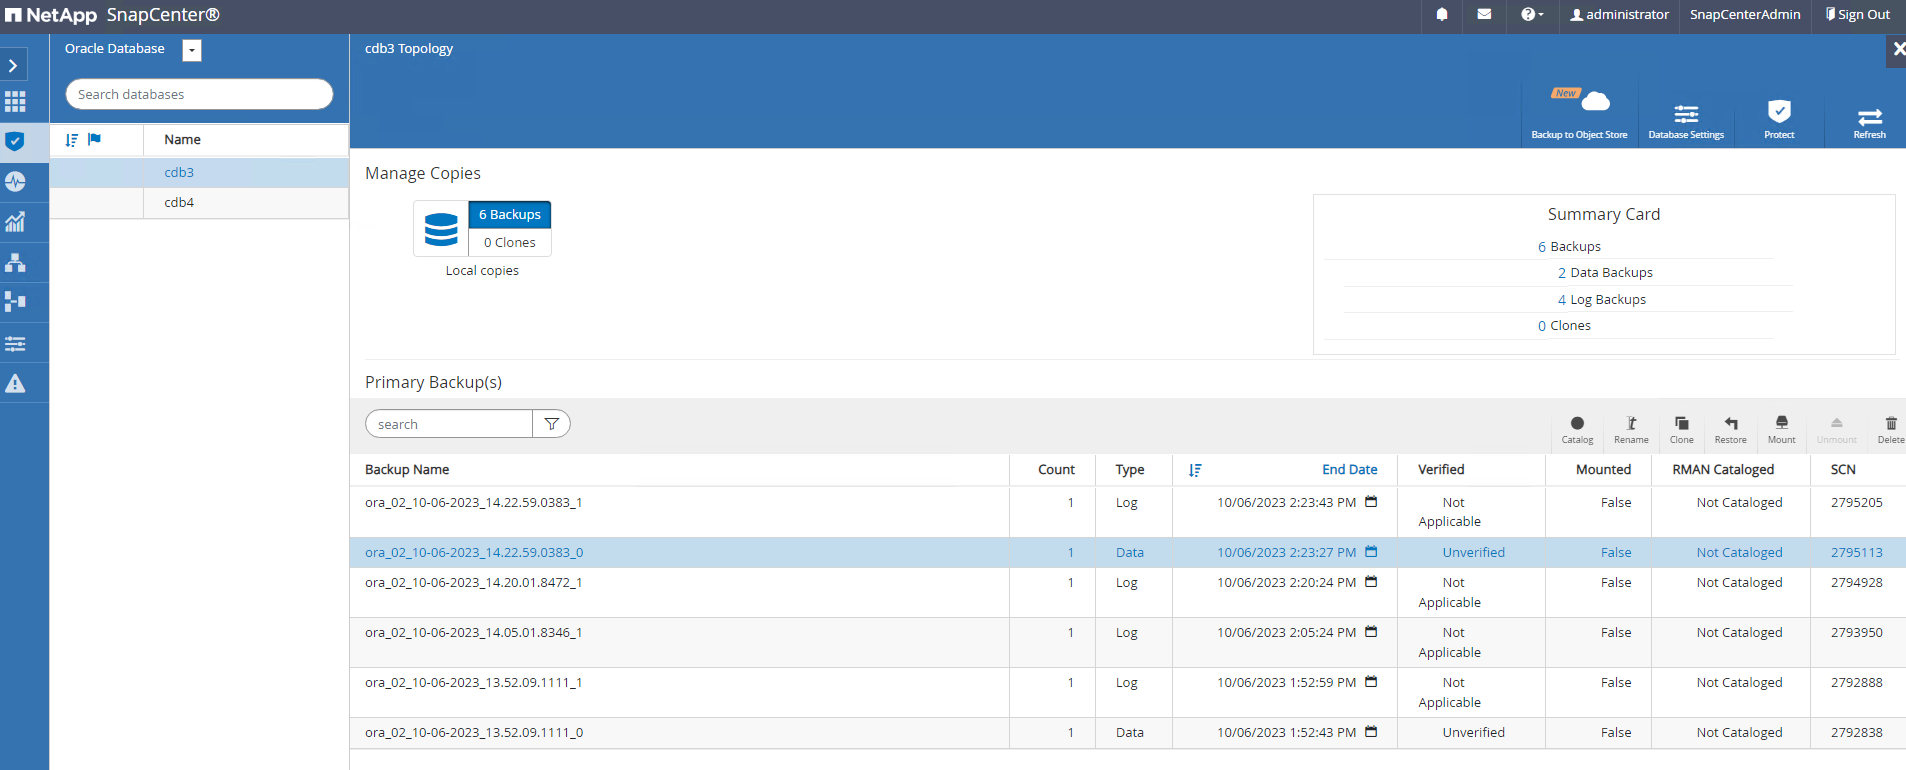 NetApp SnapCenter®
administrator
SnapCenterAdmin
Sign Out
Oracle Database
Search databases
Name
cdb3
cdb4
cdb3 Topology
New
Backup to Object Store
Database Settings
Protect
Refresh
Manage Copies
6 Backups
0 Clones
Local copies
Summary Card
6 Backups
2 Data Backups
4 Log Backups
0 Clones
Primary Backup(s)
search
Catalog
Rename
Clone
Restore
Mount
Unmount
Delete
Backup Name Count Type End Date Verified Mounted RMAN Cataloged SCN
ora_02_10-06-2023_14.22.59.0383_1 1 Log 10/06/2023 2:23:43 PM Not Applicable False Not Cataloged 2795205
ora_02_10-06-2023_14.22.59.0383_0 1 Data 10/06/2023 2:23:27 PM Unverified False Not Cataloged 2795113
ora_02_10-06-2023_14.20.01.8472_1 1 Log 10/06/2023 2:20:24 PM Not Applicable False Not Cataloged 2794928
ora_02_10-06-2023_14.05.01.8346_1 1 Log 10/06/2023 2:05:24 PM Not Applicable False Not Cataloged 2793950
ora_02_10-06-2023_13.52.09.1111_1 1 Log 10/06/2023 1:52:59 PM Not Applicable False Not Cataloged 2792888
ora_02_10-06-2023_13.52.09.1111_0 1 Data 10/06/2023 1:52:43 PM Unverified False Not Cataloged 2792838